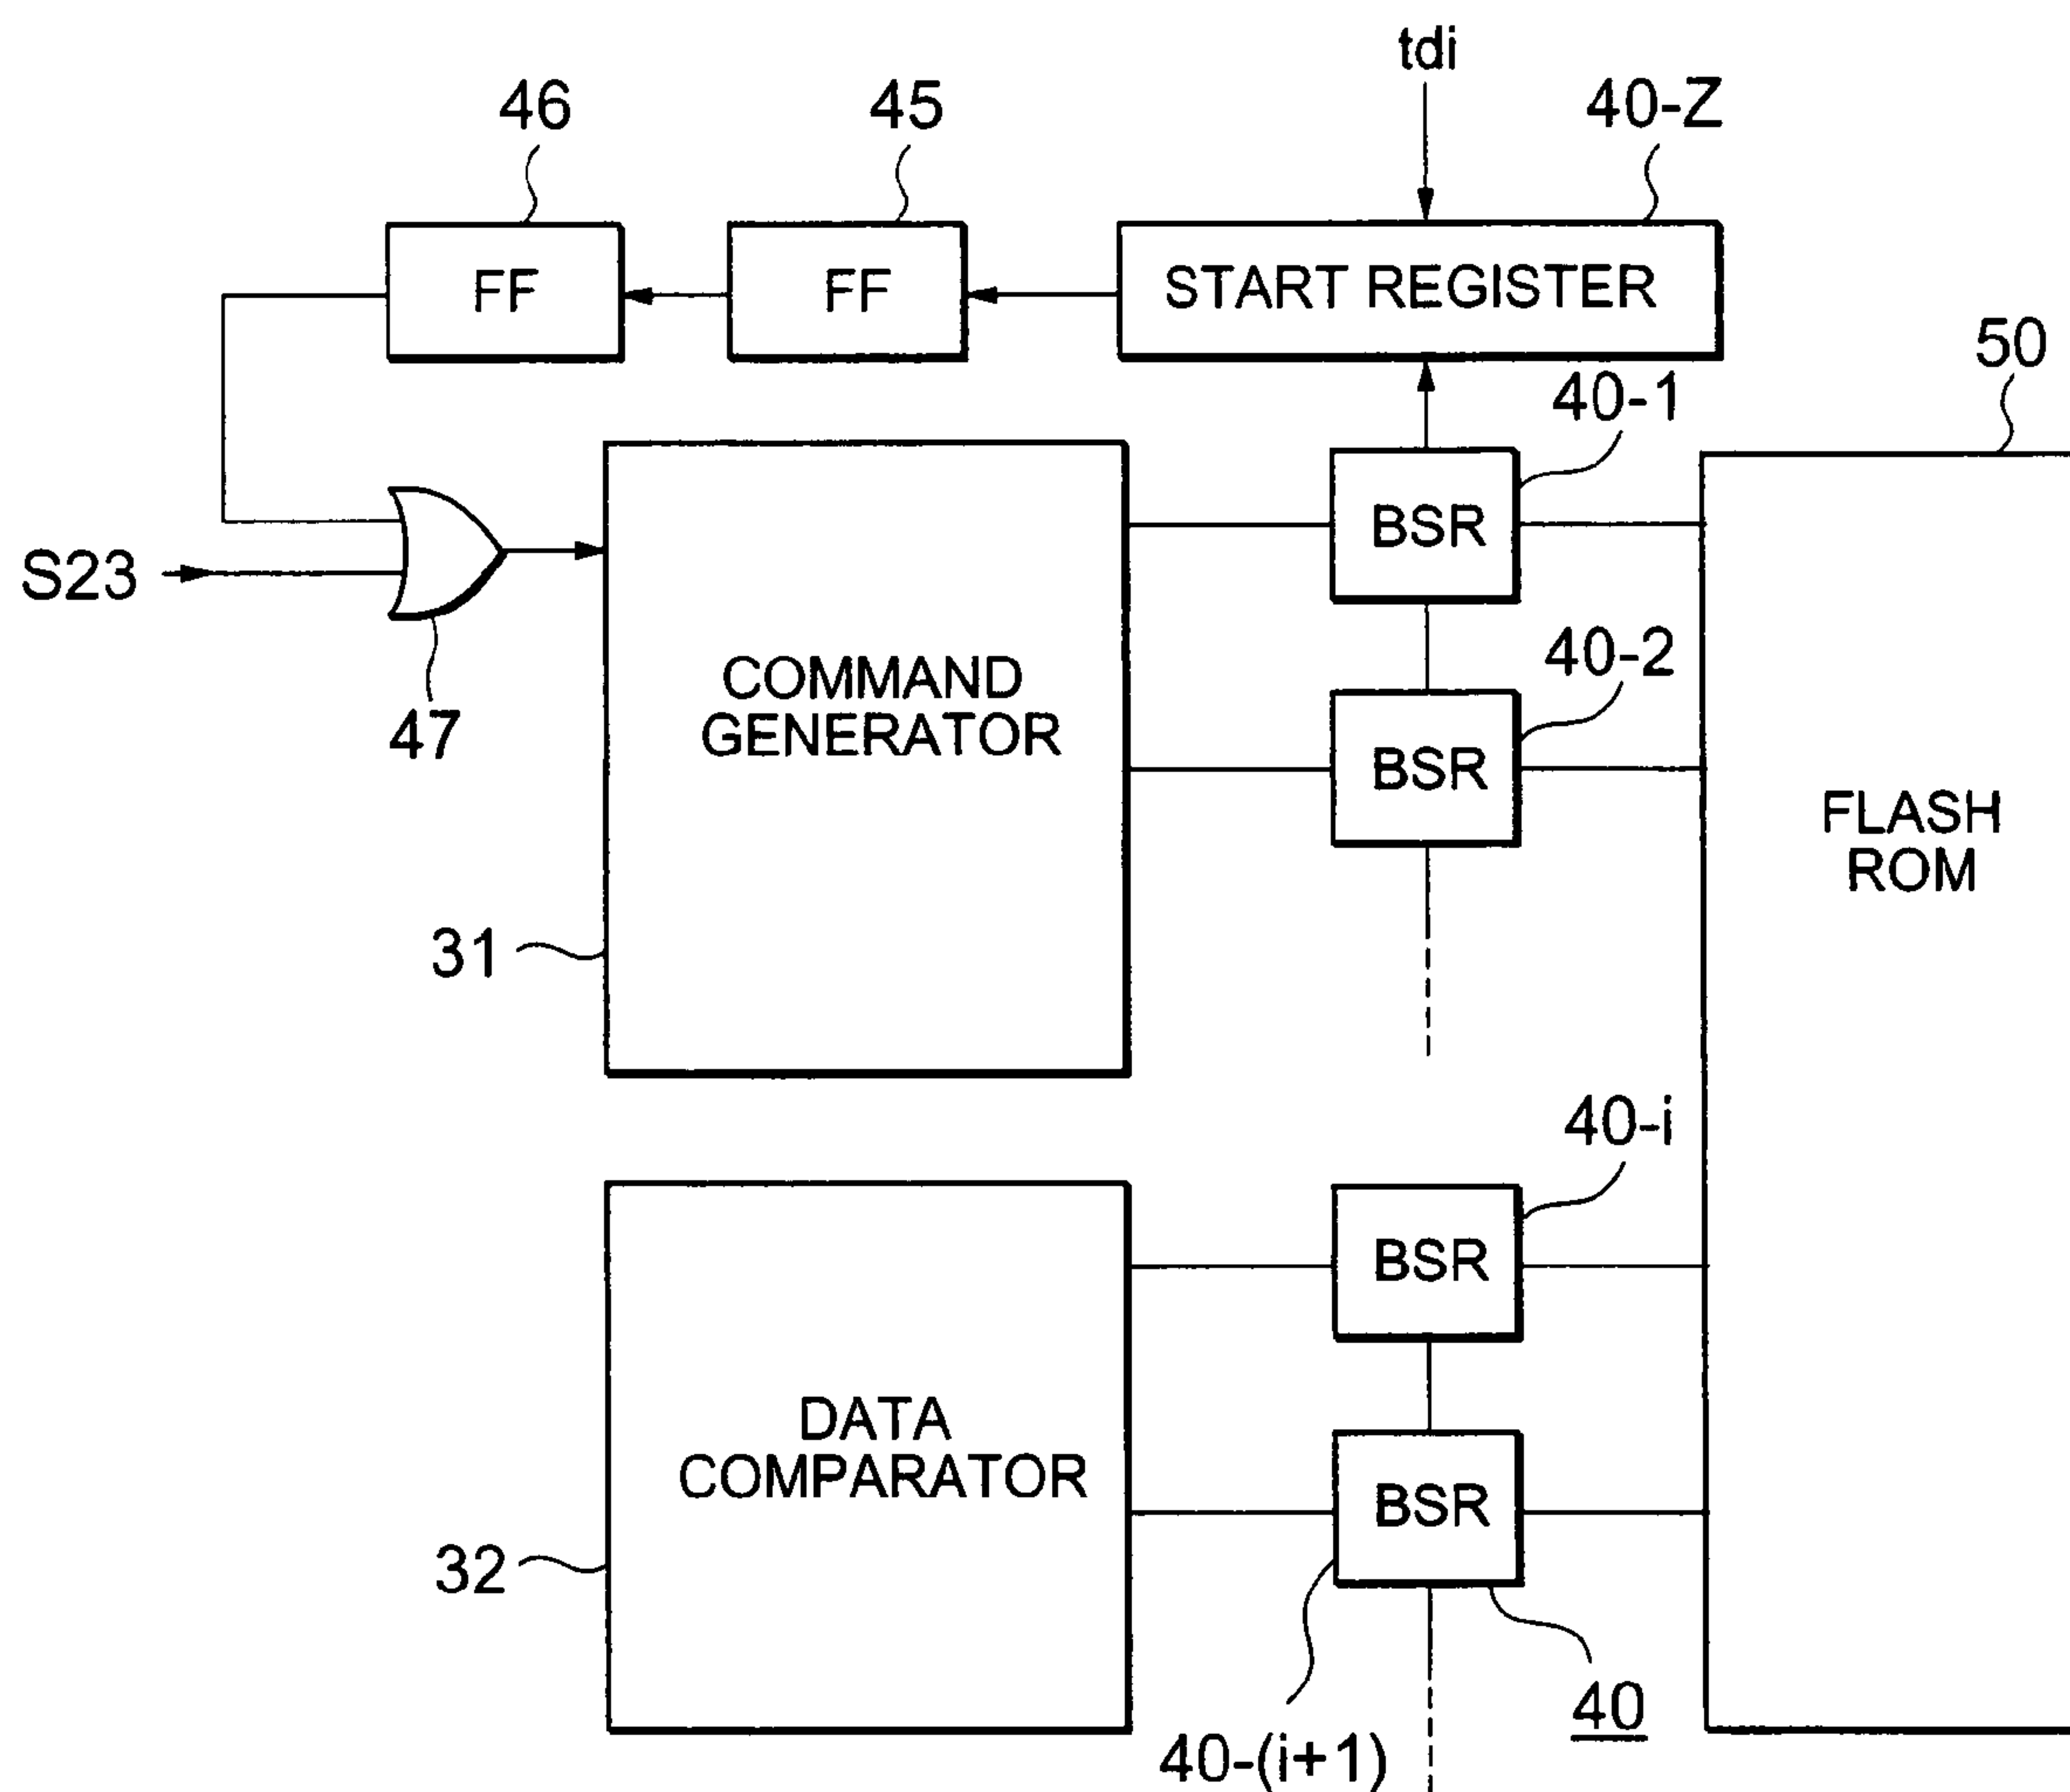 tdi
46
45
40-Z
FF
FF
START REGISTER
50
40-1
BSR
S23
40-2
47
COMMAND
GENERATOR
BSR
FLASH
ROM
31
40-i
BSR
DATA
COMPARATOR
BSR
32
40
40-(i+1)